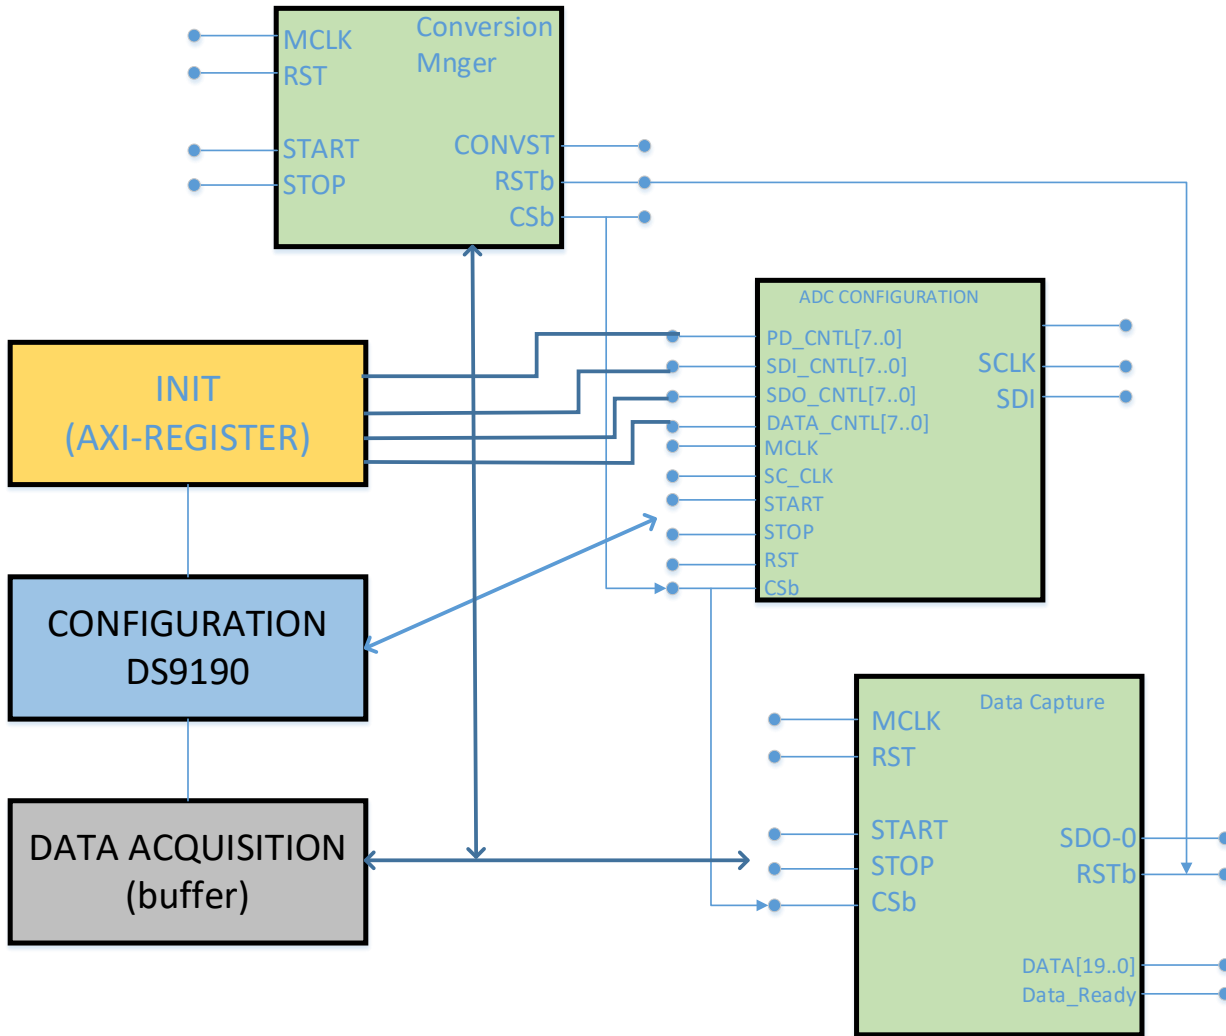 Conversion
Mnger
MCLK
RST
START
STOP
CONVST
RSTb
CSb
ADC CONFIGURATION
PD_CNTL[7..0]
SDI_CNTL[7..0]
SDO_CNTL[7..0]
DATA_CNTL[7..0]
MCLK
SC_CLK
START
STOP
RST
CSb
SCLK
SDI
INIT
(AXI-REGISTER)
CONFIGURATION
DS9190
DATA ACQUISITION
(buffer)
Data Capture
MCLK
RST
START
STOP
CSb
SDO-0
RSTb
DATA[19..0]
Data_Ready